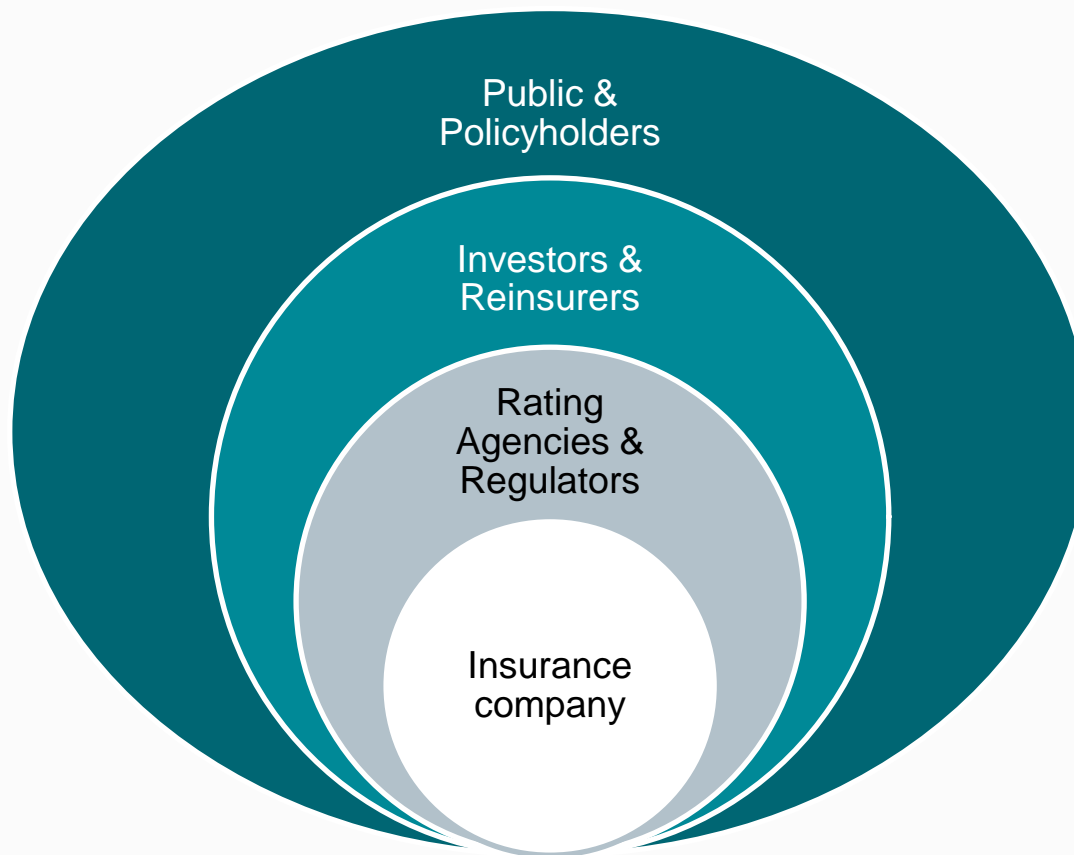 Public &
Policyholders
Investors &
Reinsurers
Rating
Agencies &
Regulators
Insurance
company